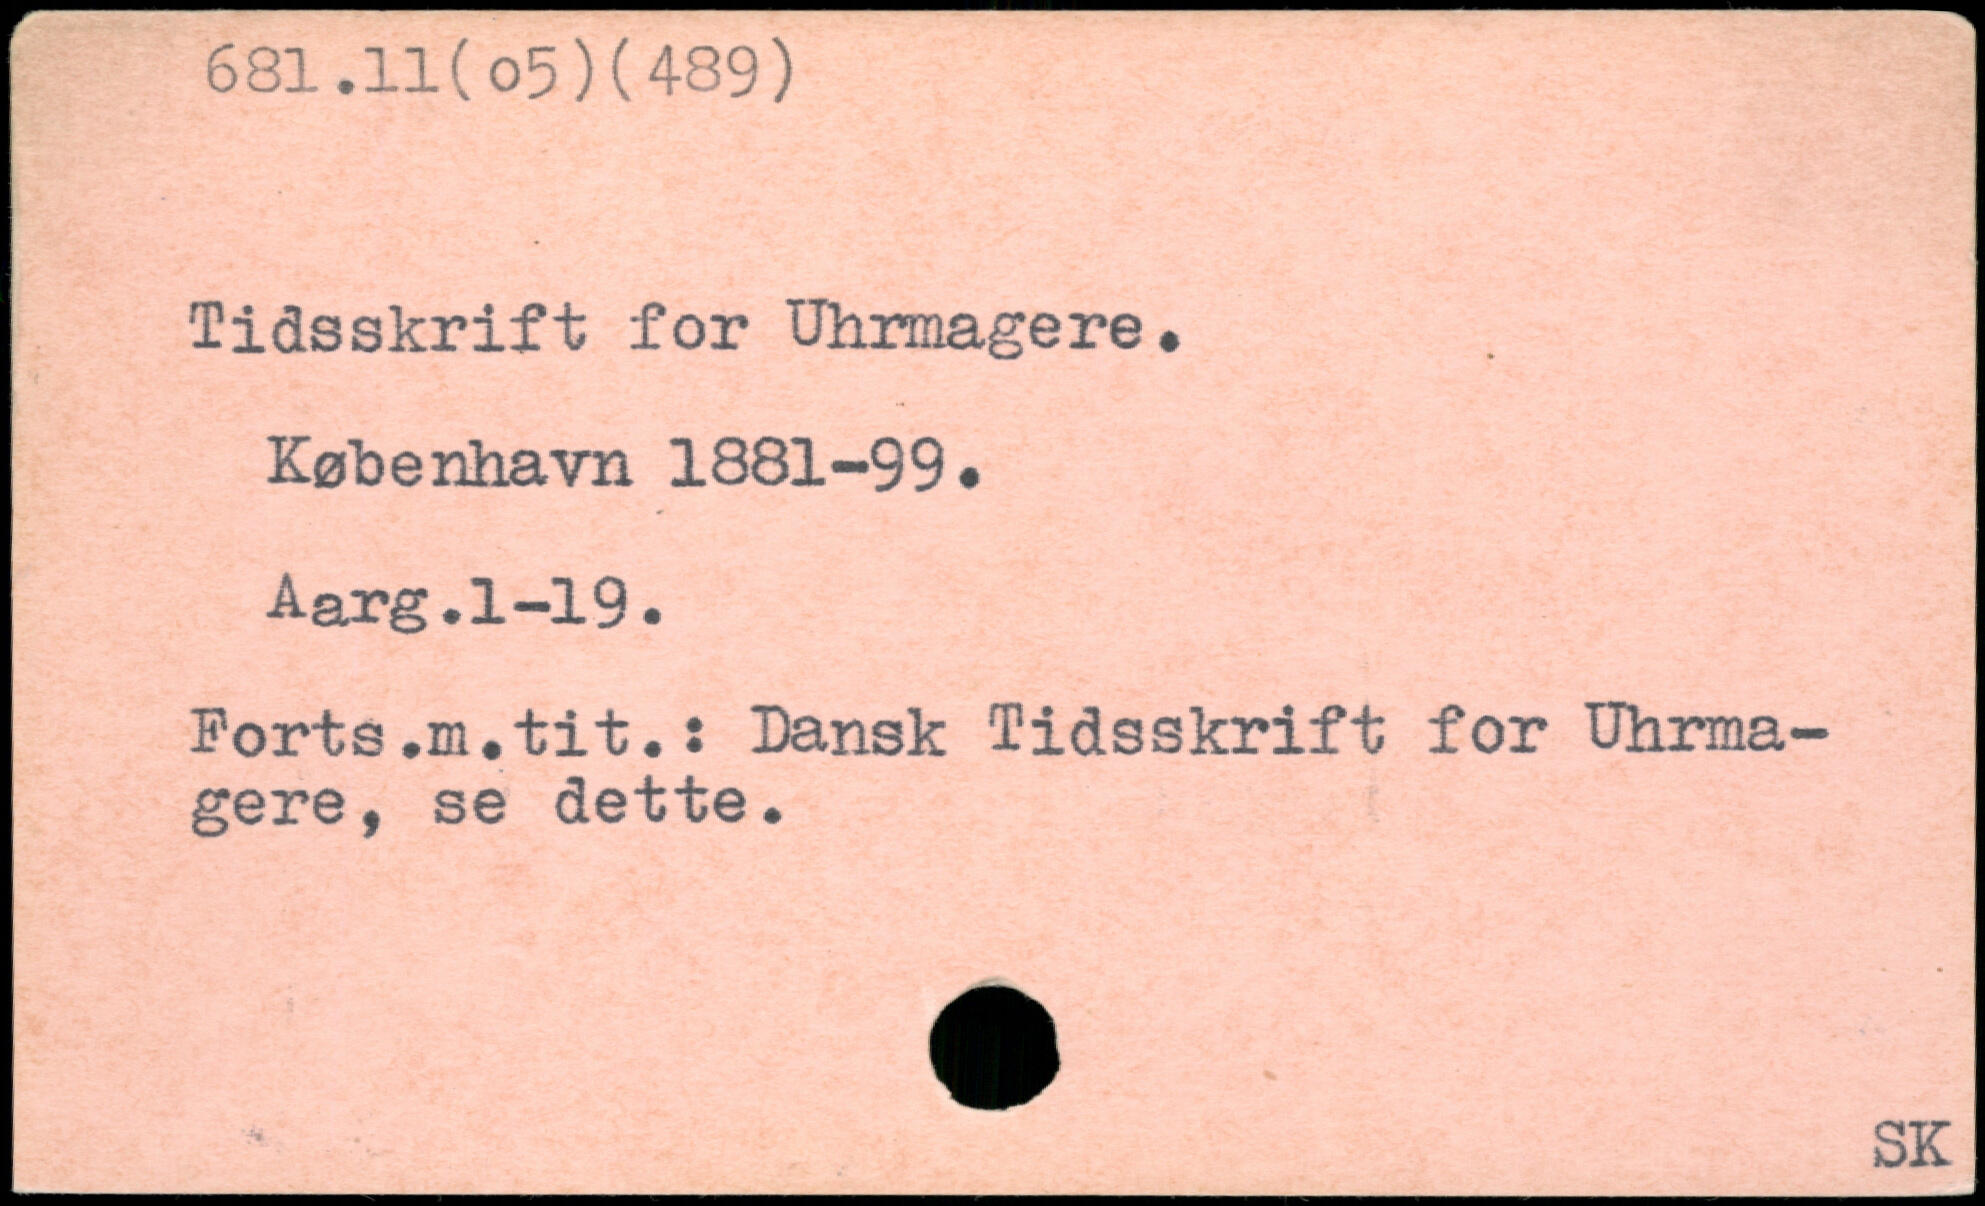 681.11(o5)(489)
Tidsskrift for Uhrmagere.
København 1881-99.
Aarg.1-19.
Forts.m.tit.: Dansk Tidsskrift for Uhrma-
gere, se dette.
SK